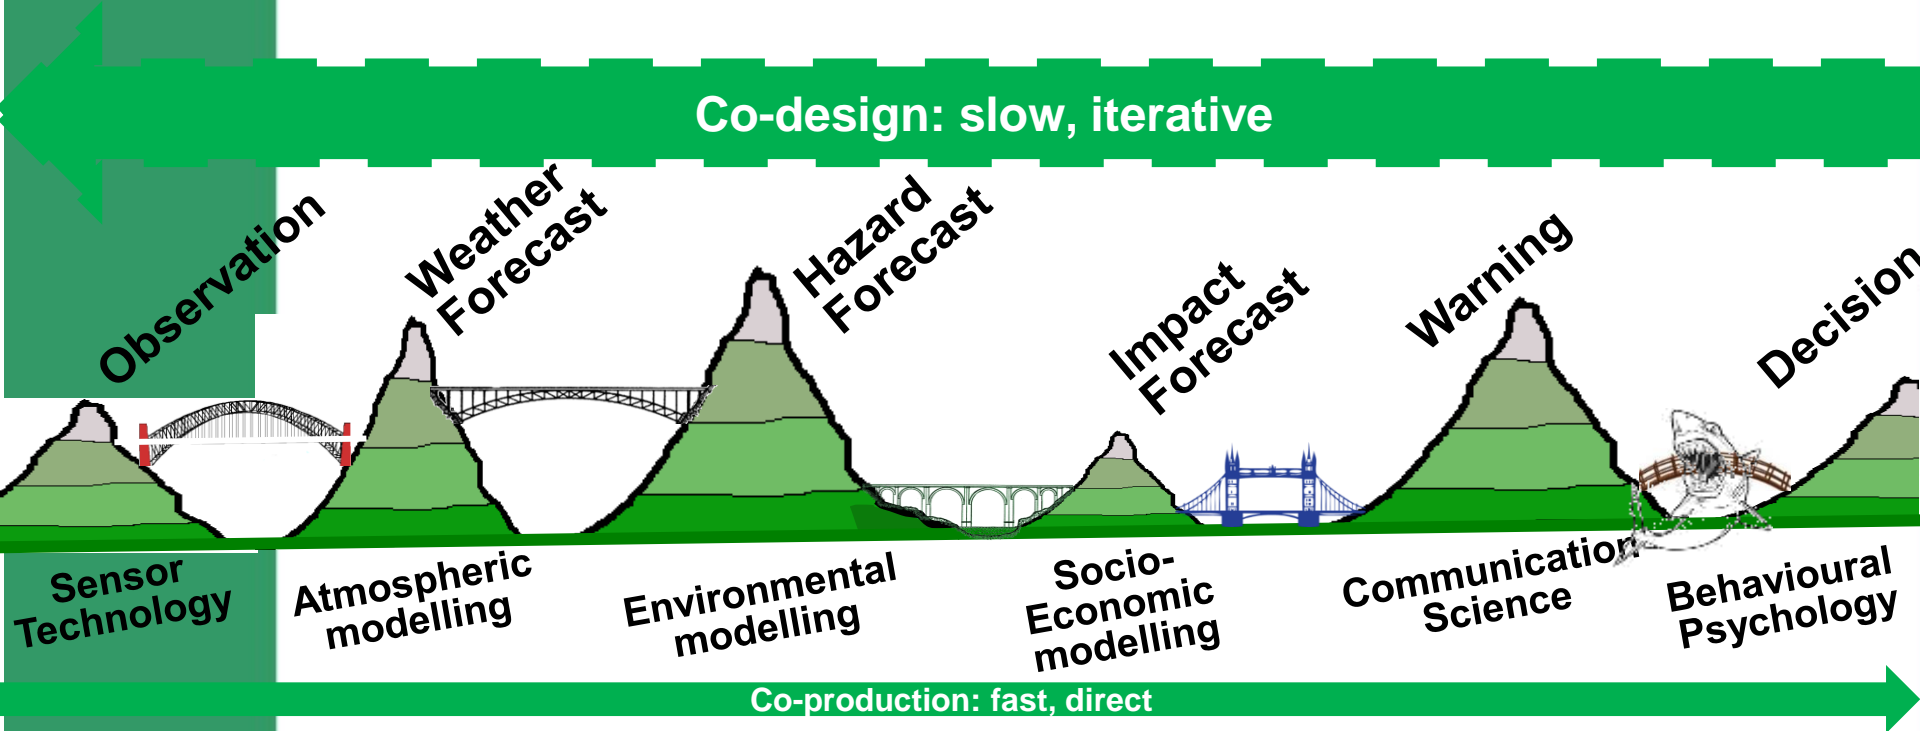 Co-design: slow, iterative
Observation
Weather
Forecast
Hazard
Forecast
Impact
Forecast
Warning
Decision
Sensor
Technology
Atmospheric
modelling
Environmental
modelling
Socio-
Economic
modelling
Communication
Science
Behavioural
Psychology
Co-production: fast, direct